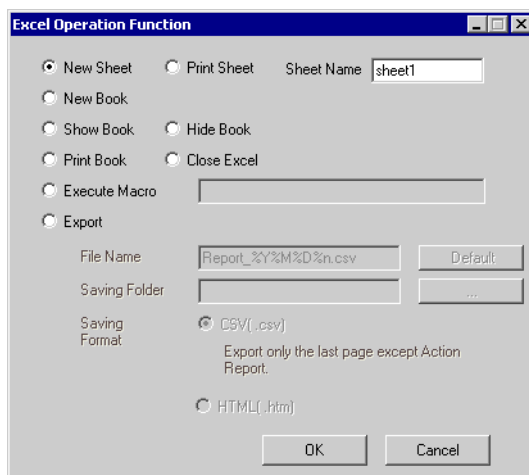 Excel Operation Function
New Sheet Print Sheet Sheet Name sheet1
New Book
Show Book Hide Book
Print Book Close Excel
Execute Macro
Export
File Name Report_%Y%M%D%n.csv Default
Saving Folder ...
Saving
Format
CSV( .csv)
Export only the last page except Action
Report.
HTML( .htm)
OK Cancel